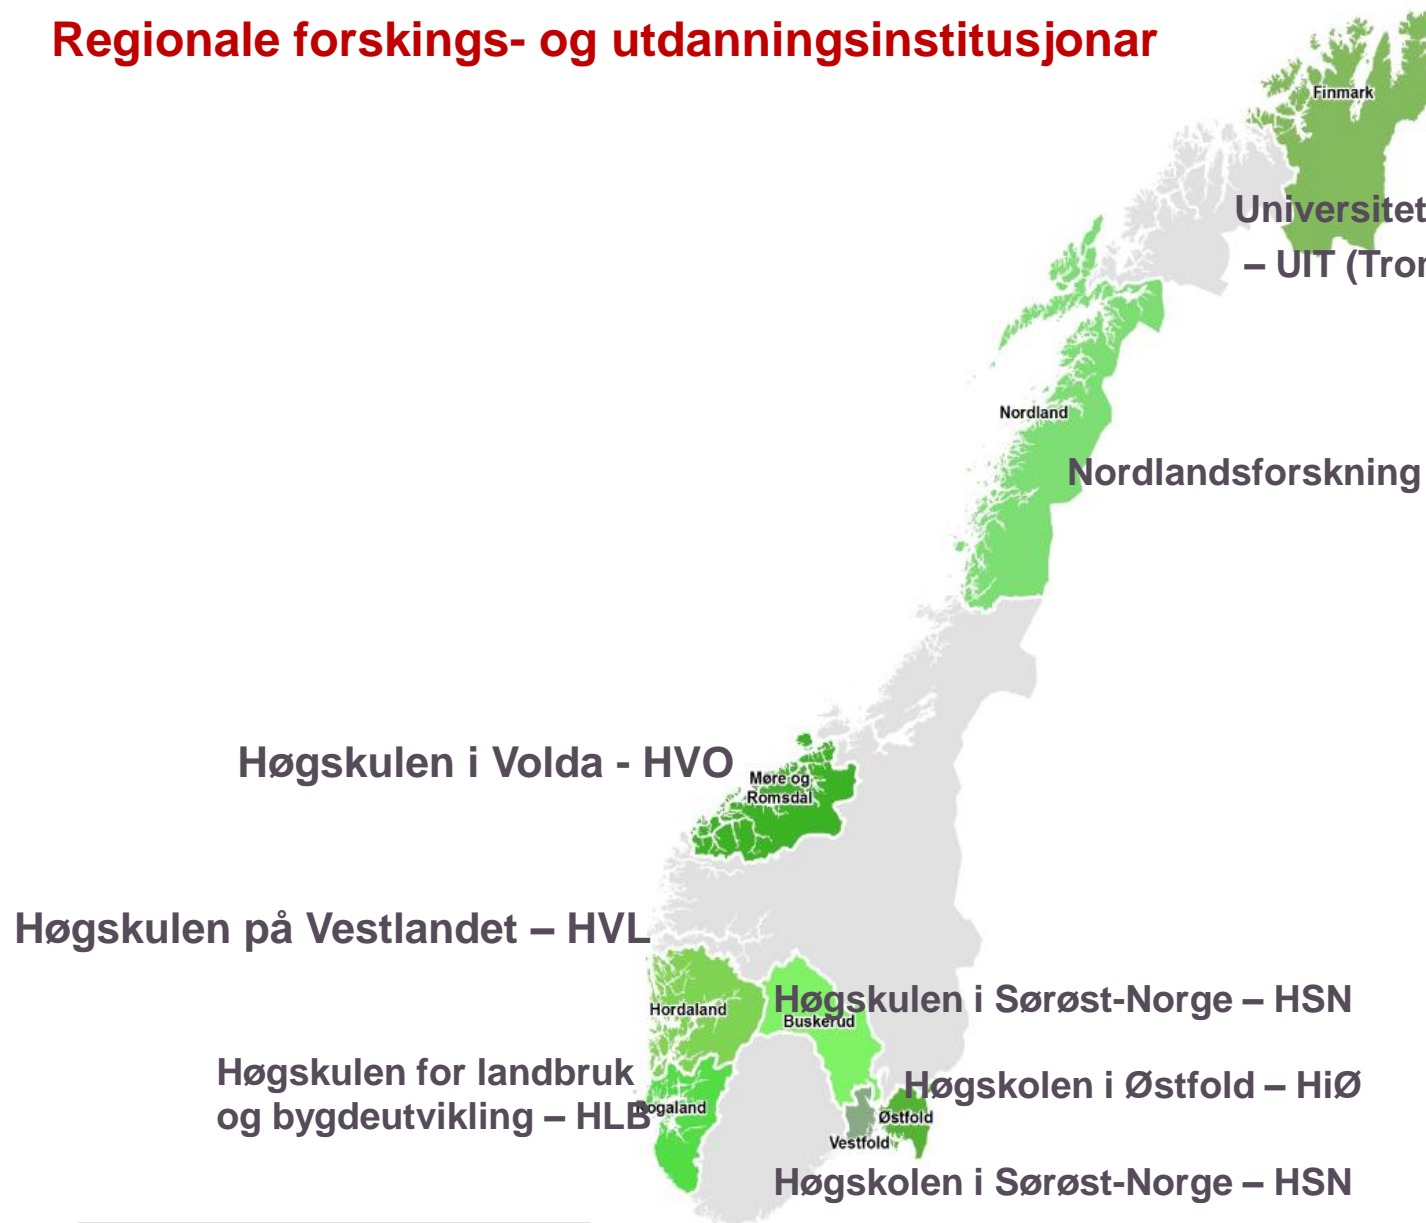 Regionale forskings- og utdanningsinstitusjonar
Finmark
Universitet
– UIT
Nordland
Nordlandsforskning
Høgskulen i Volda - HVO
Møre og
Romsdal
Høgskulen på Vestlandet – HVL
Høgskulen i Sørøst-Norge – HSN
Hordaland
Buskerud
Høgskulen for landbruk
og bygdeutvikling – HLB
Rogaland
Høgskolen i Østfold – HiØ
Østfold
Vestfold
Høgskolen i Sørøst-Norge – HSN